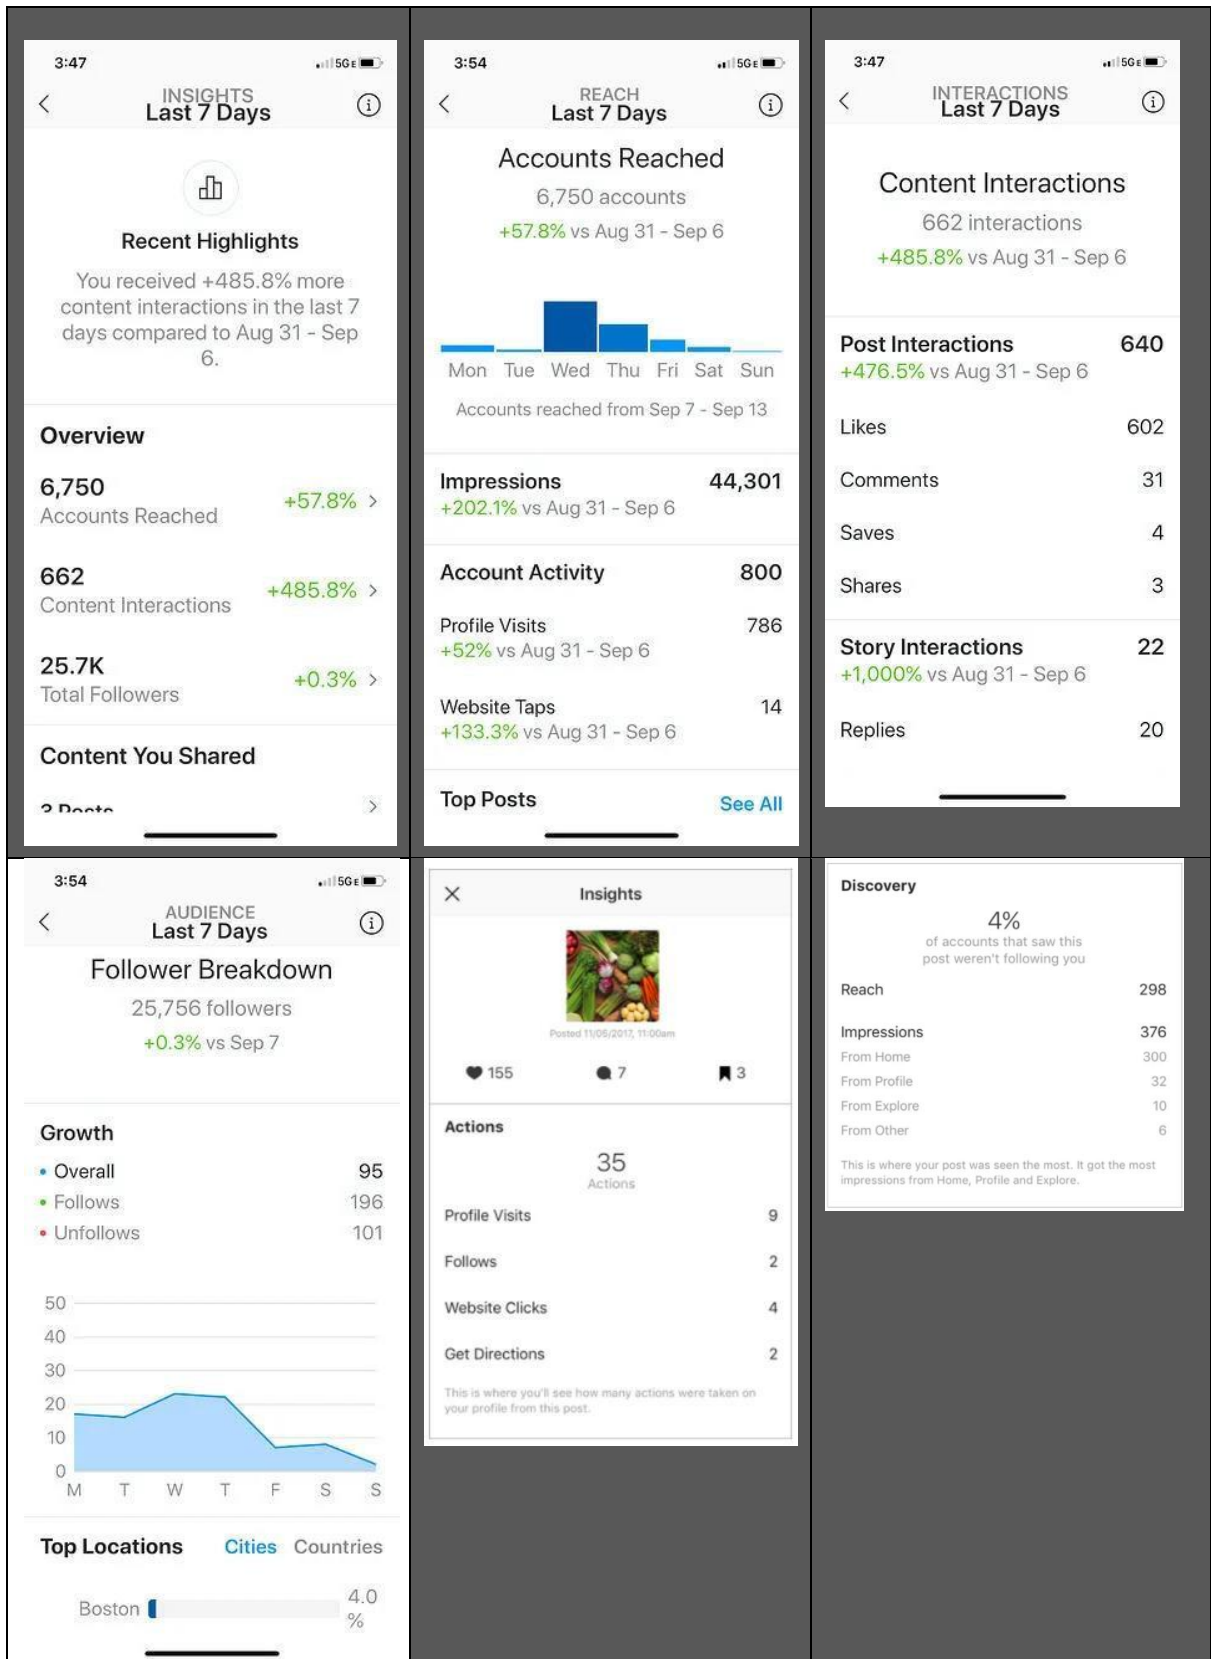 3:47
5GE
INSIGHTS
Last 7 Days
Recent Highlights
You received +485.8% more
content interactions in the last 7
days compared to Aug 31 - Sep
6.
Overview
6,750
+57.8%
Accounts Reached
662
+485.8%
Content Interactions
25.7K
+0.3%
Total Followers
Content You Shared
3 Posts
3:54
5GE
REACH
Last 7 Days
Accounts Reached
6,750 accounts
+57.8% vs Aug 31 - Sep 6
Mon Tue Wed Thu Fri Sat Sun
Accounts reached from Sep 7 - Sep 13
Impressions 44,301
+202.1% vs Aug 31 - Sep 6
Account Activity 800
Profile Visits 786
+52% vs Aug 31 - Sep 6
Website Taps 14
+133.3% vs Aug 31 - Sep 6
Top Posts See All
3:47
5GE
INTERACTIONS
Last 7 Days
Content Interactions
662 interactions
+485.8% vs Aug 31 - Sep 6
Post Interactions 640
+476.5% vs Aug 31 - Sep 6
Likes 602
Comments 31
Saves 4
Shares 3
Story Interactions 22
+1,000% vs Aug 31 - Sep 6
Replies 20
3:54
5GE
AUDIENCE
Last 7 Days
Follower Breakdown
25,756 followers
+0.3% vs Sep 7
Growth
• Overall 95
• Follows 196
• Unfollows 101
50
40
30
20
10
0
M T W T F S S
Top Locations Cities Countries
Boston 4.0
%
Insights
Posted 11/06/2017, 11:00am
155 7 3
Actions
35
Actions
Profile Visits 9
Follows 2
Website Clicks 4
Get Directions 2
This is where you'll see how many actions were taken on
your profile from this post.
Discovery
4%
of accounts that saw this
post weren't following you
Reach 298
Impressions 376
From Home 300
From Profile 32
From Explore 10
From Other 6
This is where your post was seen the most. It got the most
impressions from Home, Profile and Explore.